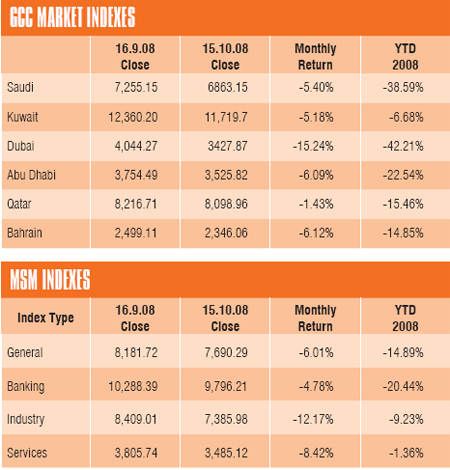 GCC MARKET INDEXES
16.9.08 Close 15.10.08 Close Monthly Return YTD 2008
Saudi 7,255.15 6863.15 -5.40% -38.59%
Kuwait 12,360.20 11,719.7 -5.18% -6.68%
Dubai 4,044.27 3427.87 -15.24% -42.21%
Abu Dhabi 3,754.49 3,525.82 -6.09% -22.54%
Qatar 8,216.71 8,098.96 -1.43% -15.46%
Bahrain 2,499.11 2,346.06 -6.12% -14.85%
MSM INDEXES
Index Type 16.9.08 Close 15.10.08 Close Monthly Return YTD 2008
General 8,181.72 7,690.29 -6.01% -14.89%
Banking 10,288.39 9,796.21 -4.78% -20.44%
Industry 8,409.01 7,385.98 -12.17% -9.23%
Services 3,805.74 3,485.12 -8.42% -1.36%